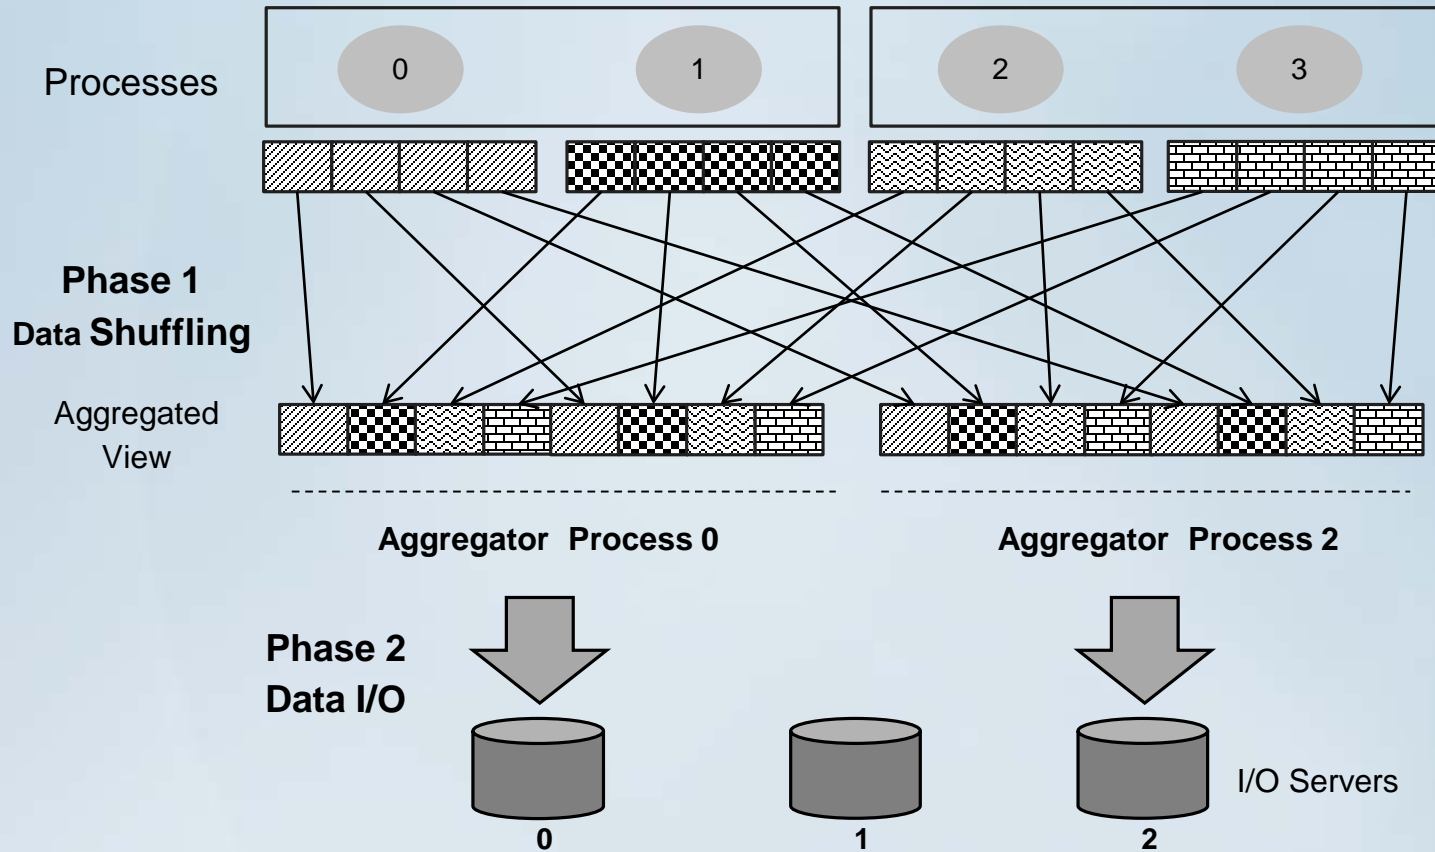 Processes
0
1
2
3
Phase 1
Data Shuffling
Aggregated
View
Aggregator Process 0
Aggregator Process 2
Phase 2
Data I/O
I/O Servers
0
1
2